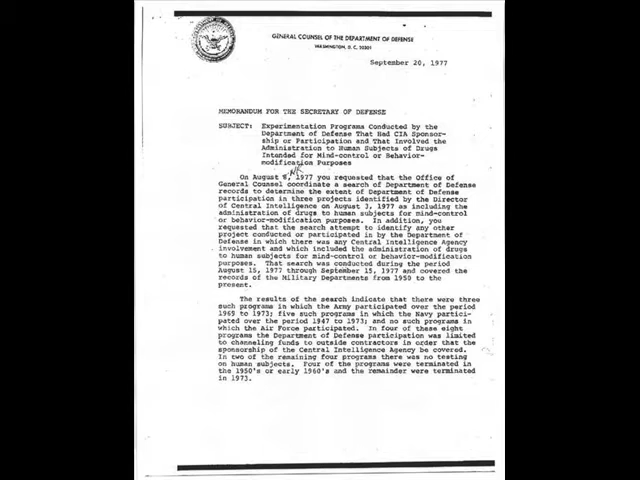 GENERAL COUNSEL OF THE DEPARTMENT OF DEFENSE
WASHINGTON, D. C. 20301
September 20, 1977
MEMORANDUM FOR THE SECRETARY OF DEFENSE
SUBJECT: Experimentation Programs Conducted by the
Department of Defense That Had CIA Sponsor-
ship or Participation and That Involved the
Administration to Human Subjects of Drugs
Intended for Mind-control or Behavior-
modification Purposes
On August 8, 1977 you requested that the Office of
General Counsel coordinate a search of Department of Defense
records to determine the extent of Department of Defense
participation in three projects identified by the Director
of Central Intelligence on August 3, 1977 as including the
administration of drugs to human subjects for mind-control
or behavior-modification purposes. In addition, you
requested that the search attempt to identify any other
project conducted or participated in by the Department of
Defense in which there was any Central Intelligence Agency
involvement and which included the administration of drugs
to human subjects for mind-control or behavior-modification
purposes. That search was conducted during the period
August 15, 1977 through September 15, 1977 and covered the
records of the Military Departments from 1950 to the
present.
The results of the search indicate that there were three
such programs in which the Army participated over the period
1969 to 1973; five such programs in which the Navy partici-
pated over the period 1947 to 1973; and no such programs in
which the Air Force participated. In four of these eight
programs the Department of Defense participation was limited
to channeling funds to outside contractors in order that the
sponsorship of the Central Intelligence Agency be covered.
In two of the remaining four programs there was no testing
on human subjects. Four of the programs were terminated in
the 1950's or early 1960's and the remainder were terminated
in 1973.